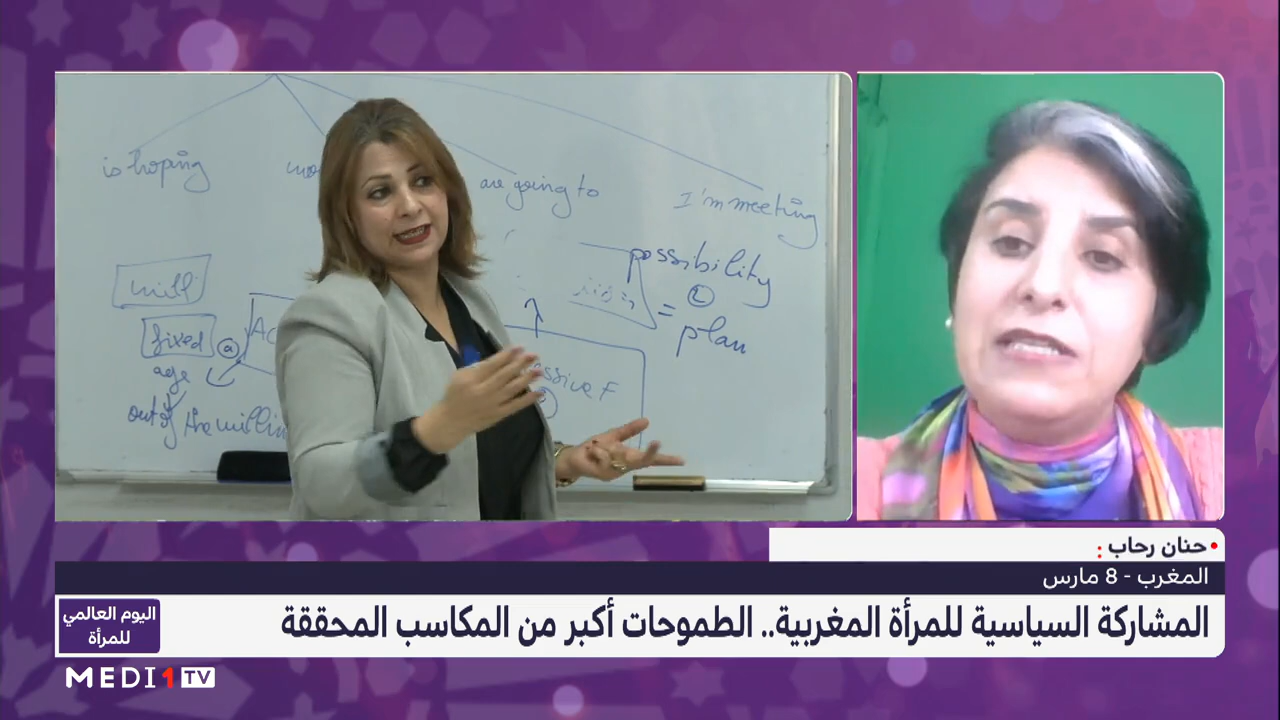 is hoping
are going to
I'm meeting
possibility
= ②
plan
will
fixed
age
ⓐ
out of the
• حنان رحاب :
المغرب - 8 مارس
المشاركة السياسية للمرأة المغربية.. الطموحات أكبر من المكاسب المحققة
اليوم العالمي
للمرأة
MEDI1TV